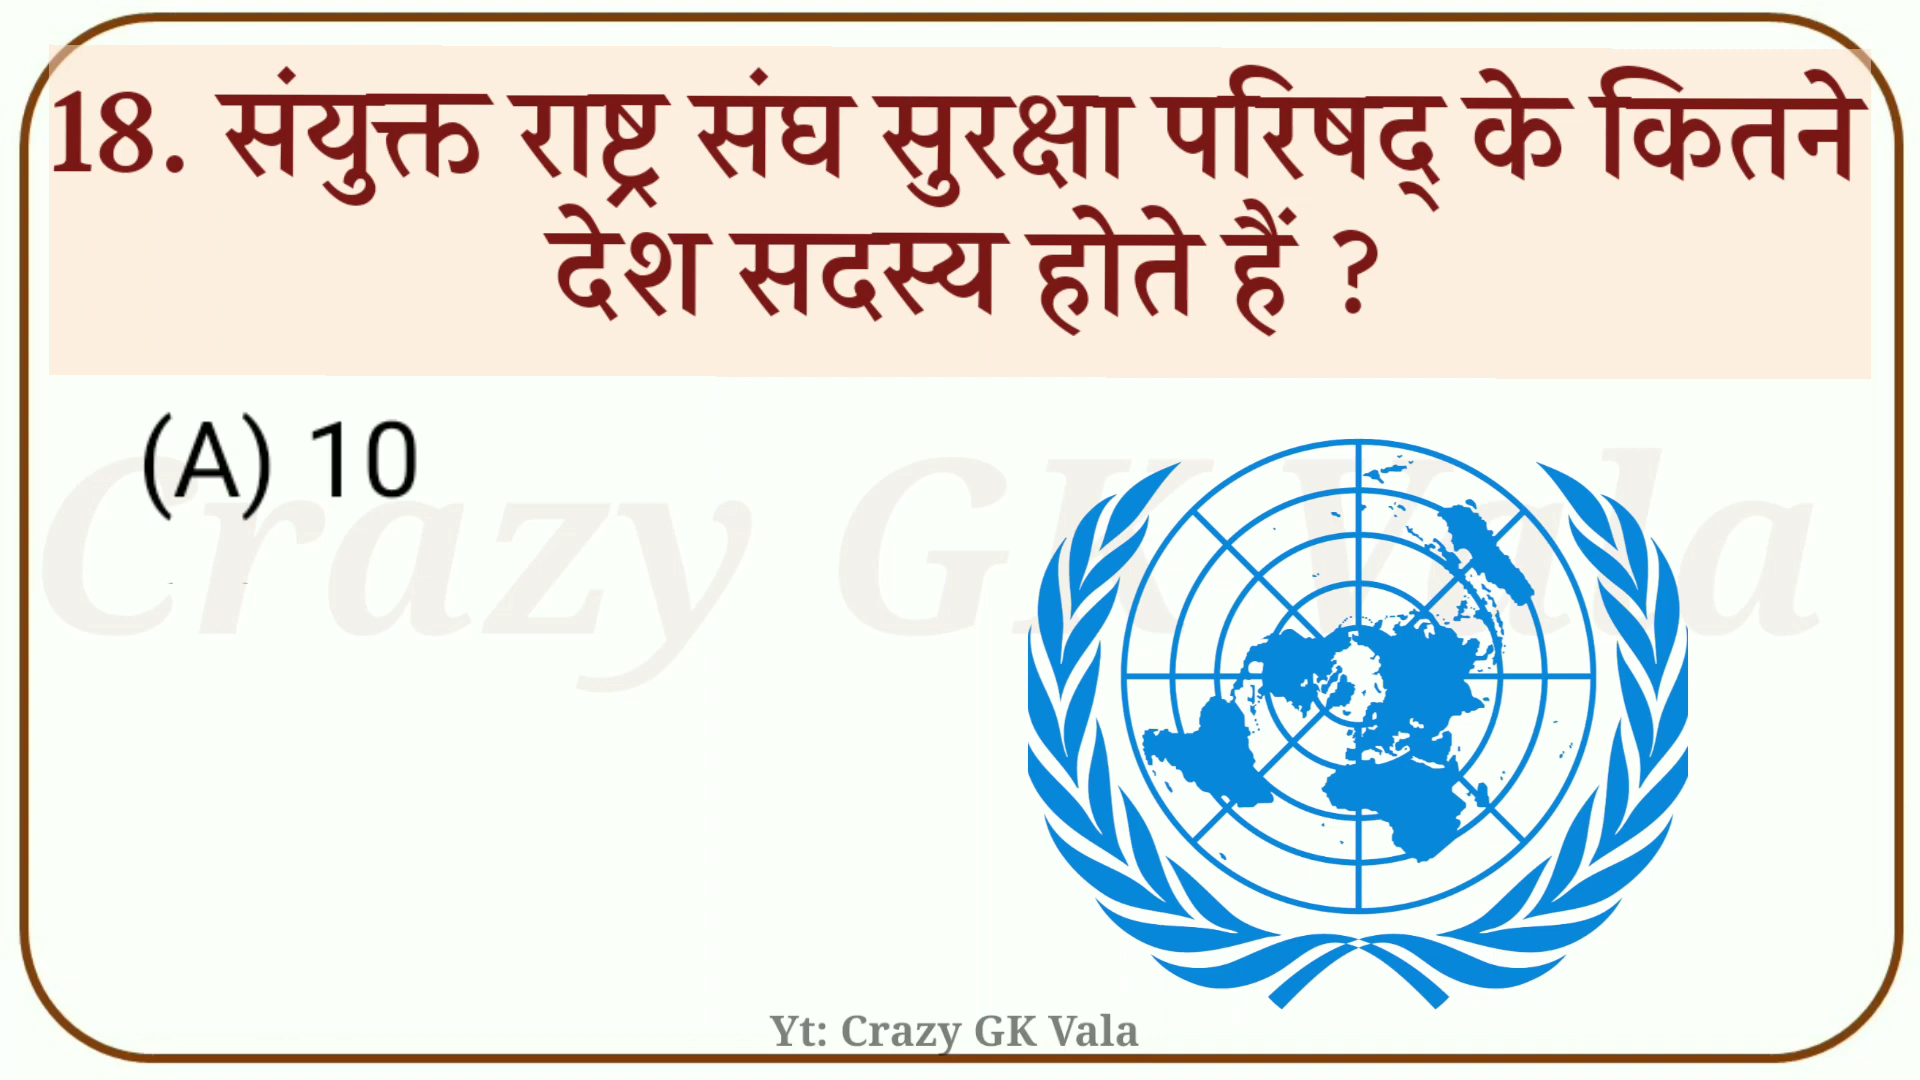 18. संयुक्त राष्ट्र संघ सुरक्षा परिषद् के कितने
देश सदस्य होते हैं ?
(A) 10
Crazy GK Vala
Yt: Crazy GK Vala